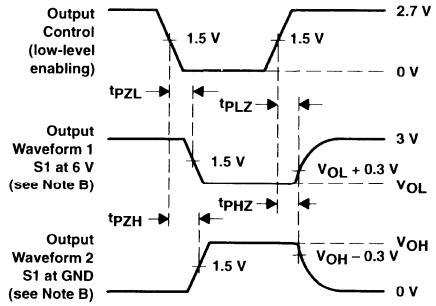 Output
Control
(low-level
enabling)
2.7 V
1.5 V
1.5 V
0 V
tPZL
tPLZ
Output
Waveform 1
S1 at 6 V
(see Note B)
3 V
1.5 V
VOL + 0.3 V
VOL
tPHZ
tPZH
Output
Waveform 2
S1 at GND
(see Note B)
VOH
1.5 V
VOH − 0.3 V
0 V